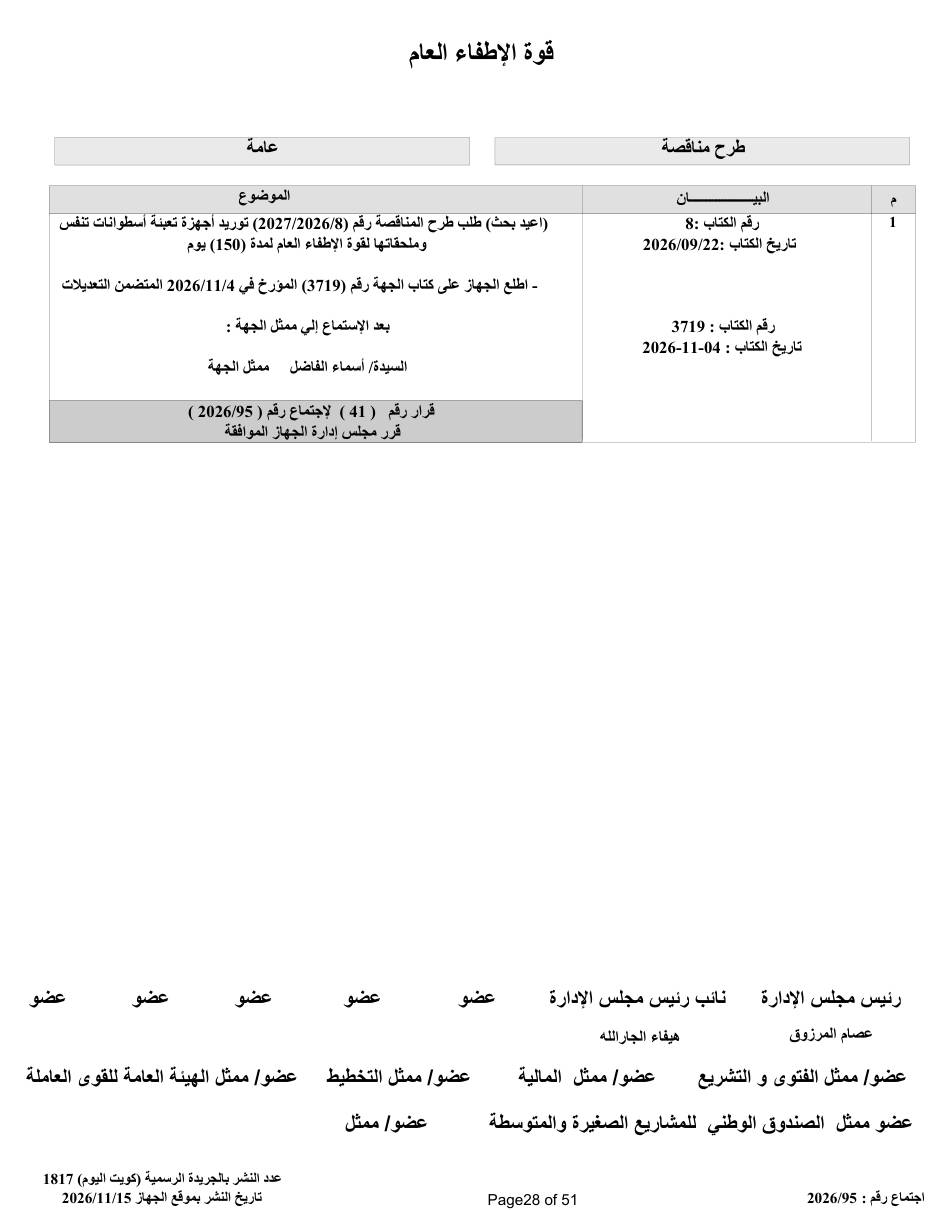 قوة الإطفاء العام
طرح مناقصة
عامة
م
البيـــــــــــــــان
الموضوع
1
رقم الكتاب :8
تاريخ الكتاب :2026/09/22
رقم الكتاب : 3719
تاريخ الكتاب : 04-11-2026
(اعيد بحث) طلب طرح المناقصة رقم (2027/2026/8) توريد أجهزة تعبئة أسطوانات تنفس
وملحقاتها لقوة الإطفاء العام لمدة (150) يوم
- اطلع الجهاز على كتاب الجهة رقم (3719) المؤرخ في 2026/11/4 المتضمن التعديلات
بعد الإستماع إلي ممثل الجهة :
السيدة/ أسماء الفاضل ممثل الجهة
قرار رقم ( 41 ) لإجتماع رقم ( 2026/95 )
قرر مجلس إدارة الجهاز الموافقة
رئيس مجلس الإدارة نائب رئيس مجلس الإدارة عضو عضو عضو عضو عضو
عصام المرزوق هيفاء الجارالله
عضو/ ممثل الفتوى و التشريع عضو/ ممثل المالية عضو/ ممثل التخطيط عضو/ ممثل الهيئة العامة للقوى العاملة
عضو ممثل الصندوق الوطني للمشاريع الصغيرة والمتوسطة عضو/ ممثل
اجتماع رقم : 2026/95
Page28 of 51
عدد النشر بالجريدة الرسمية (كويت اليوم) 1817
تاريخ النشر بموقع الجهاز 2026/11/15